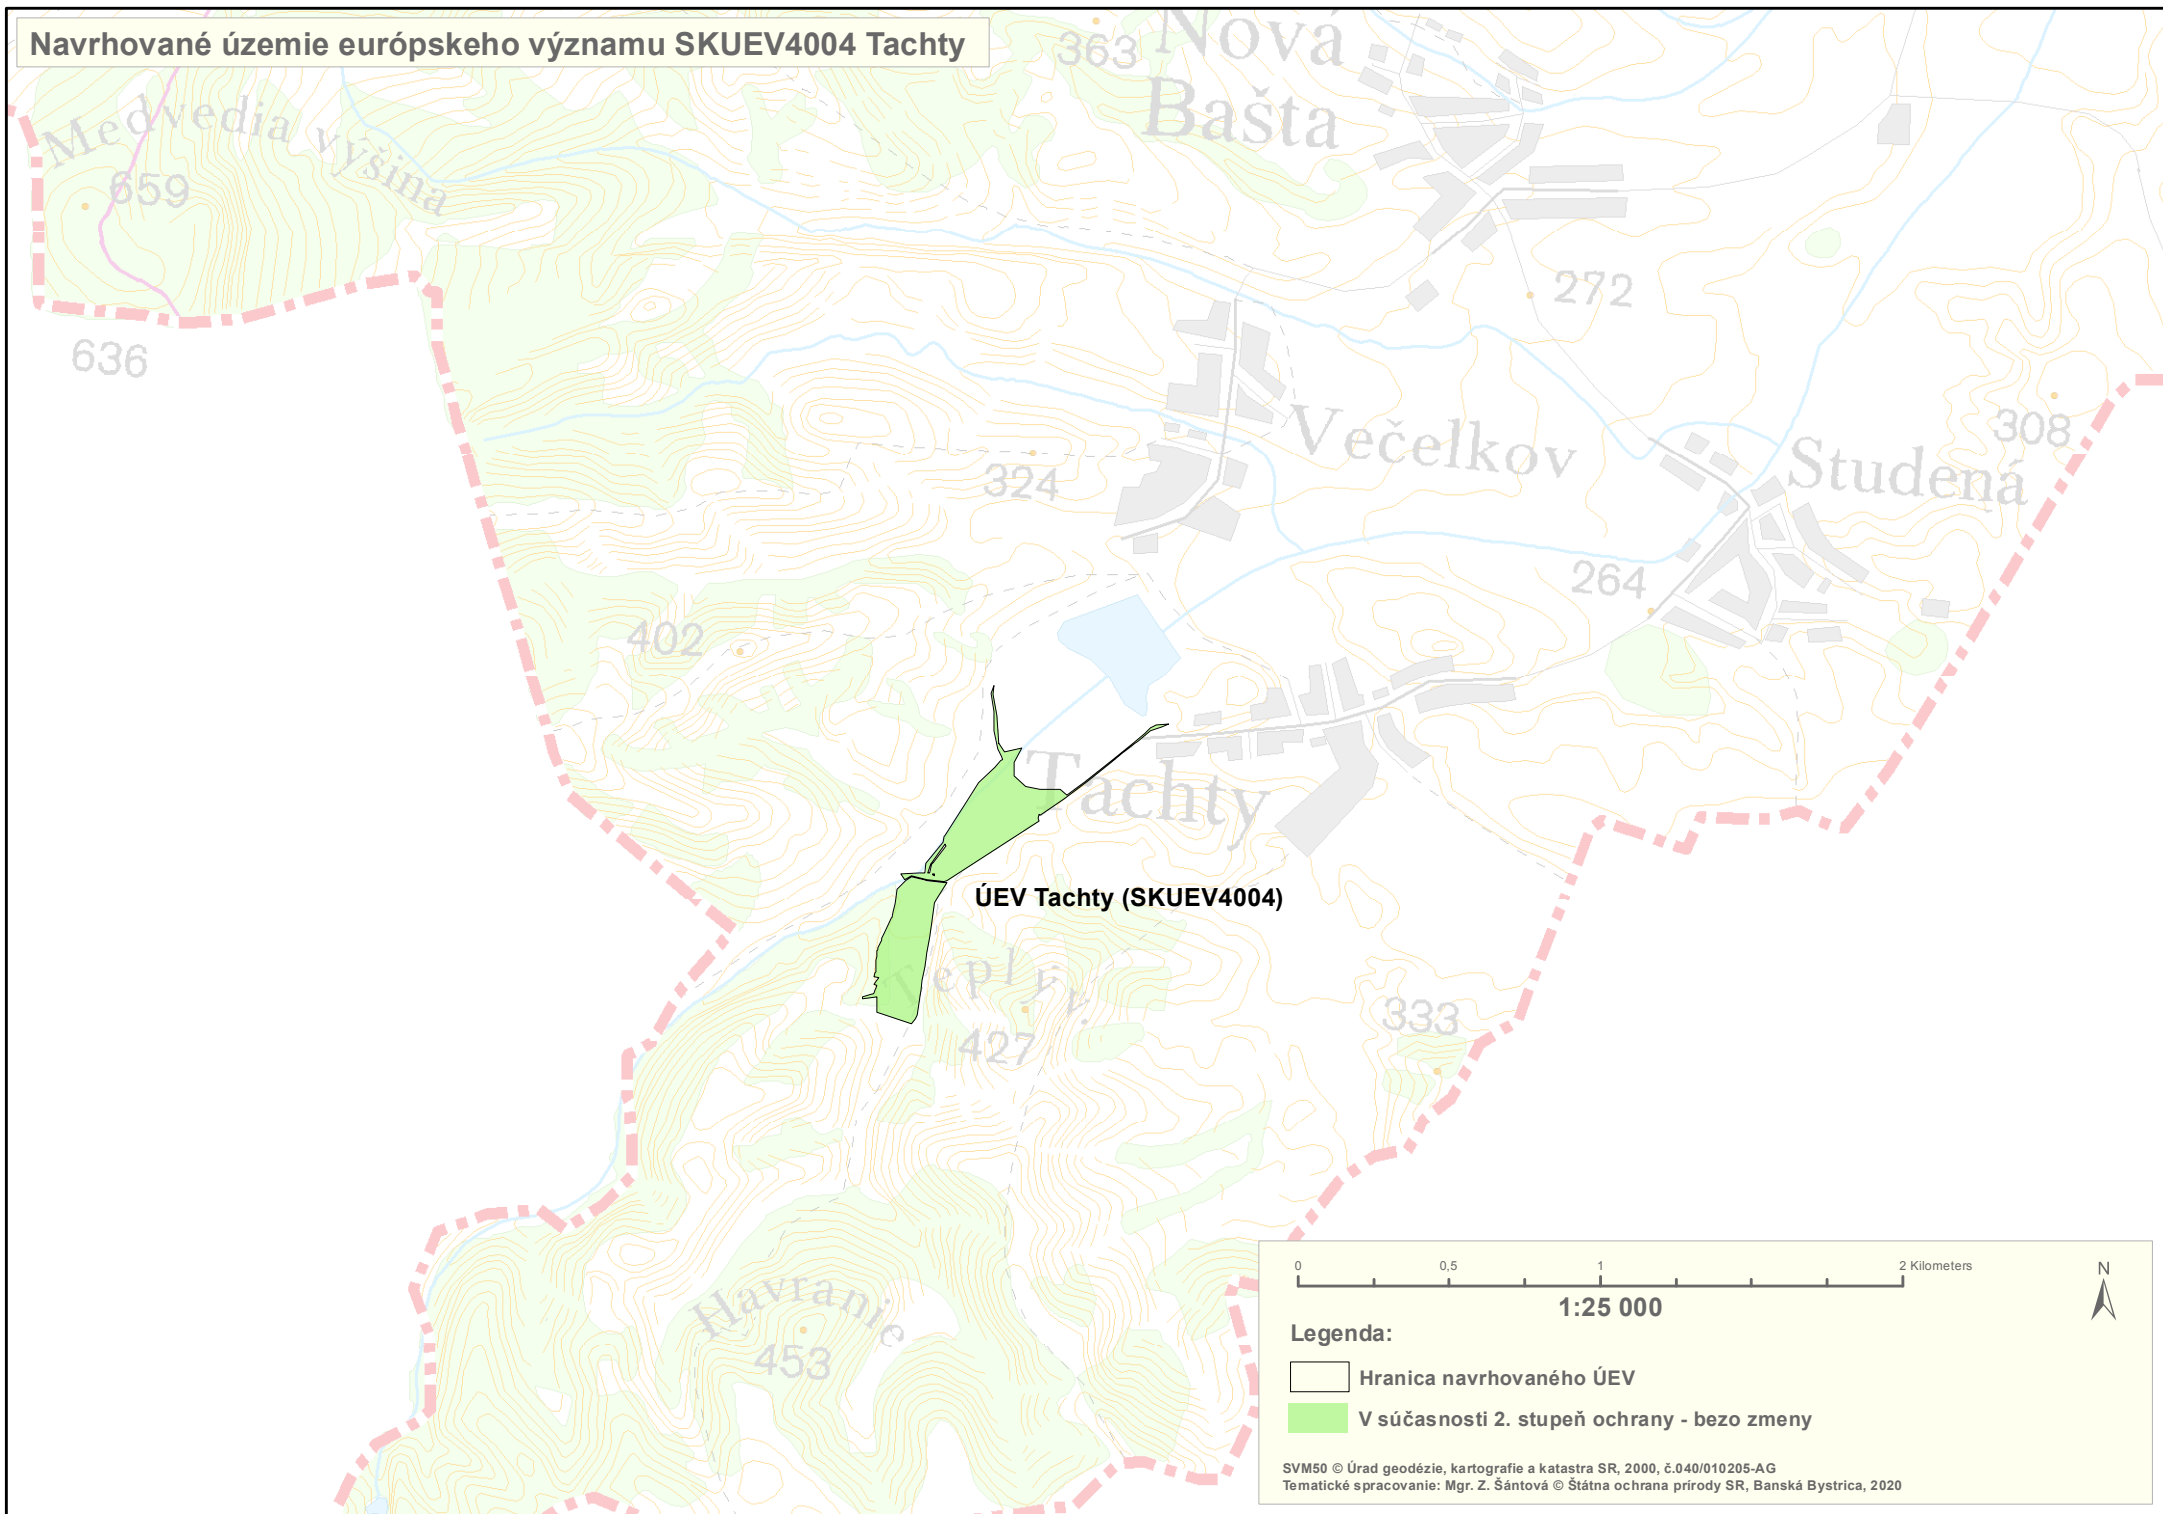 Navrhované územie európskeho významu SKUEV4004 Tachty
363
Nová
Bašta
Medvedia výšina
659
636
272
308
324
Večelkov
Studená
264
402
Tachty
ÚEV Tachty (SKUEV4004)
Teplý v.
427
333
Havranie
453
0 0,5 1 2 Kilometers
N
1:25 000
Legenda:
Hranica navrhovaného ÚEV
V súčasnosti 2. stupeň ochrany - bezo zmeny
SVM50 © Úrad geodézie, kartografie a katastra SR, 2000, č.040/010205-AG
Tematické spracovanie: Mgr. Z. Šántová © Štátna ochrana prírody SR, Banská Bystrica, 2020